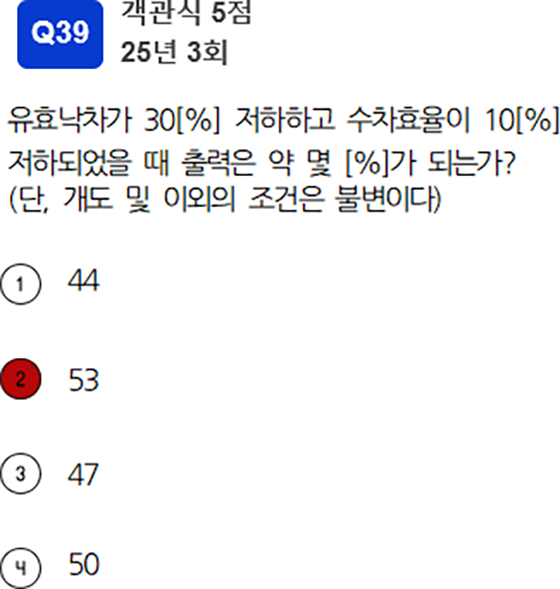 Q39
객관식 5점
25년 3회
유효낙차가 30[%] 저하하고 수차효율이 10[%]
저하되었을 때 출력은 약 몇 [%]가 되는가?
(단, 개도 및 이외의 조건은 불변이다)
1 44
2 53
3 47
4 50